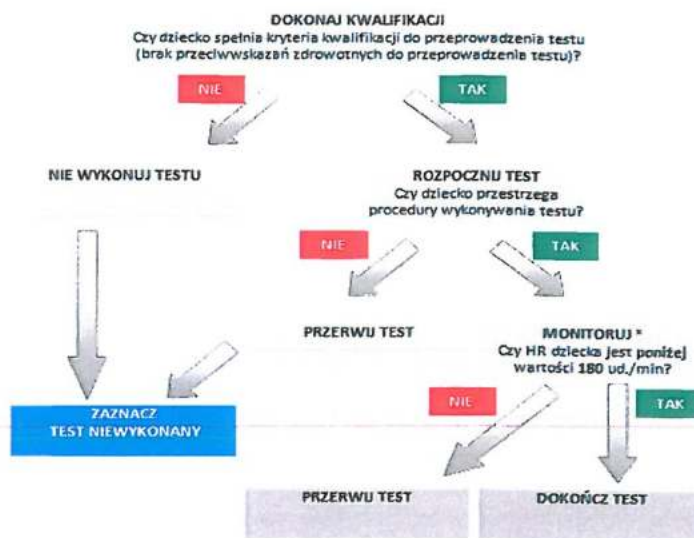 DOKONAJ KWALIFIKACJI
Czy dziecko spełnia kryteria kwalifikacji do przeprowadzenia testu
(brak przeciwwskazań zdrowotnych do przeprowadzenia testu)?
NIE
TAK
NIE WYKONUJ TESTU
ROZPOCZNIJ TEST
Czy dziecko przestrzega
procedury wykonywania testu?
NIE
TAK
PRZERWIJ TEST
MONITORUJ *
Czy HR dziecka jest poniżej
wartości 180 ud./min?
NIE
TAK
ZAZNACZ
TEST NIEWYKONANY
PRZERWIJ TEST
DOKOŃCZ TEST